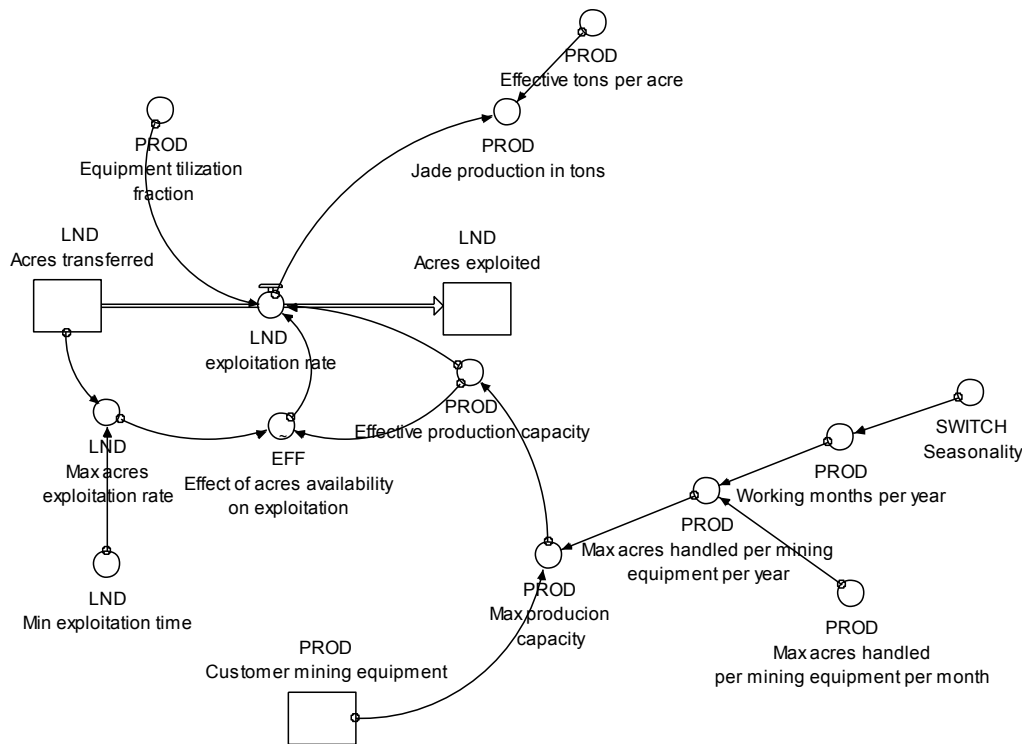 PROD
Effective tons per acre
PROD
Equipment tilization
fraction
PROD
Jade production in tons
LND
Acres transferred
LND
Acres exploited
LND
exploitation rate
PROD
Effective production capacity
LND
Max acres
exploitation rate
EFF
Effect of acres availability
on exploitation
~
SWITCH
Seasonality
PROD
Working months per year
PROD
Max acres handled per mining
equipment per year
LND
Min exploitation time
PROD
Max producion
capacity
PROD
Max acres handled
per mining equipment per month
PROD
Customer mining equipment